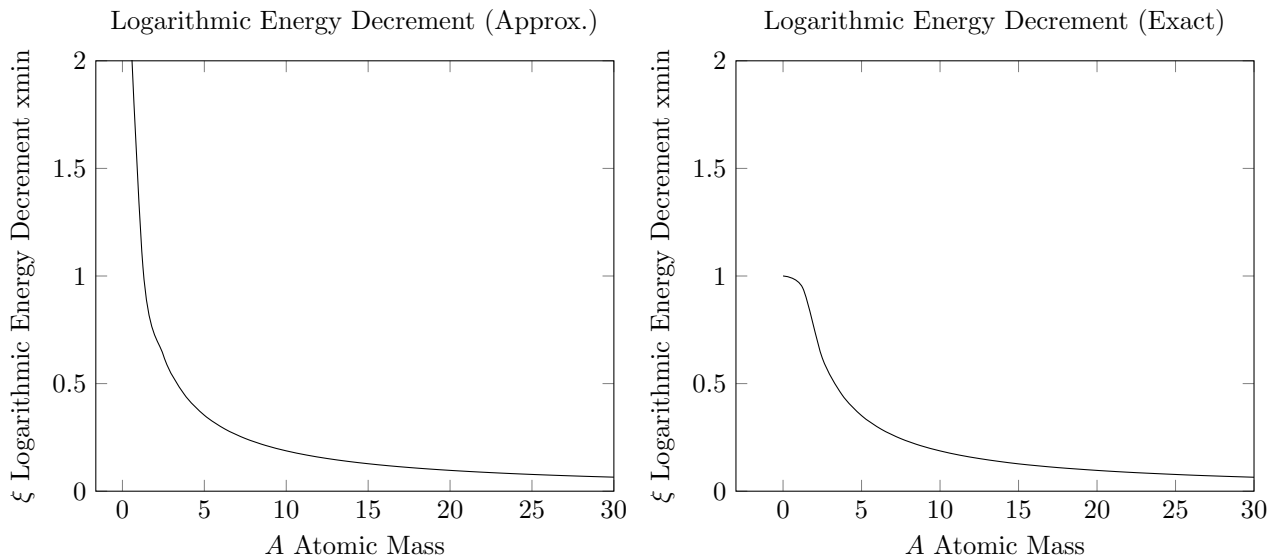 Logarithmic Energy Decrement (Approx.)
ξ Logarithmic Energy Decrement xmin
2
1.5
1
0.5
0
0 5 10 15 20 25 30
A Atomic Mass
Logarithmic Energy Decrement (Exact)
ξ Logarithmic Energy Decrement xmin
2
1.5
1
0.5
0
0 5 10 15 20 25 30
A Atomic Mass